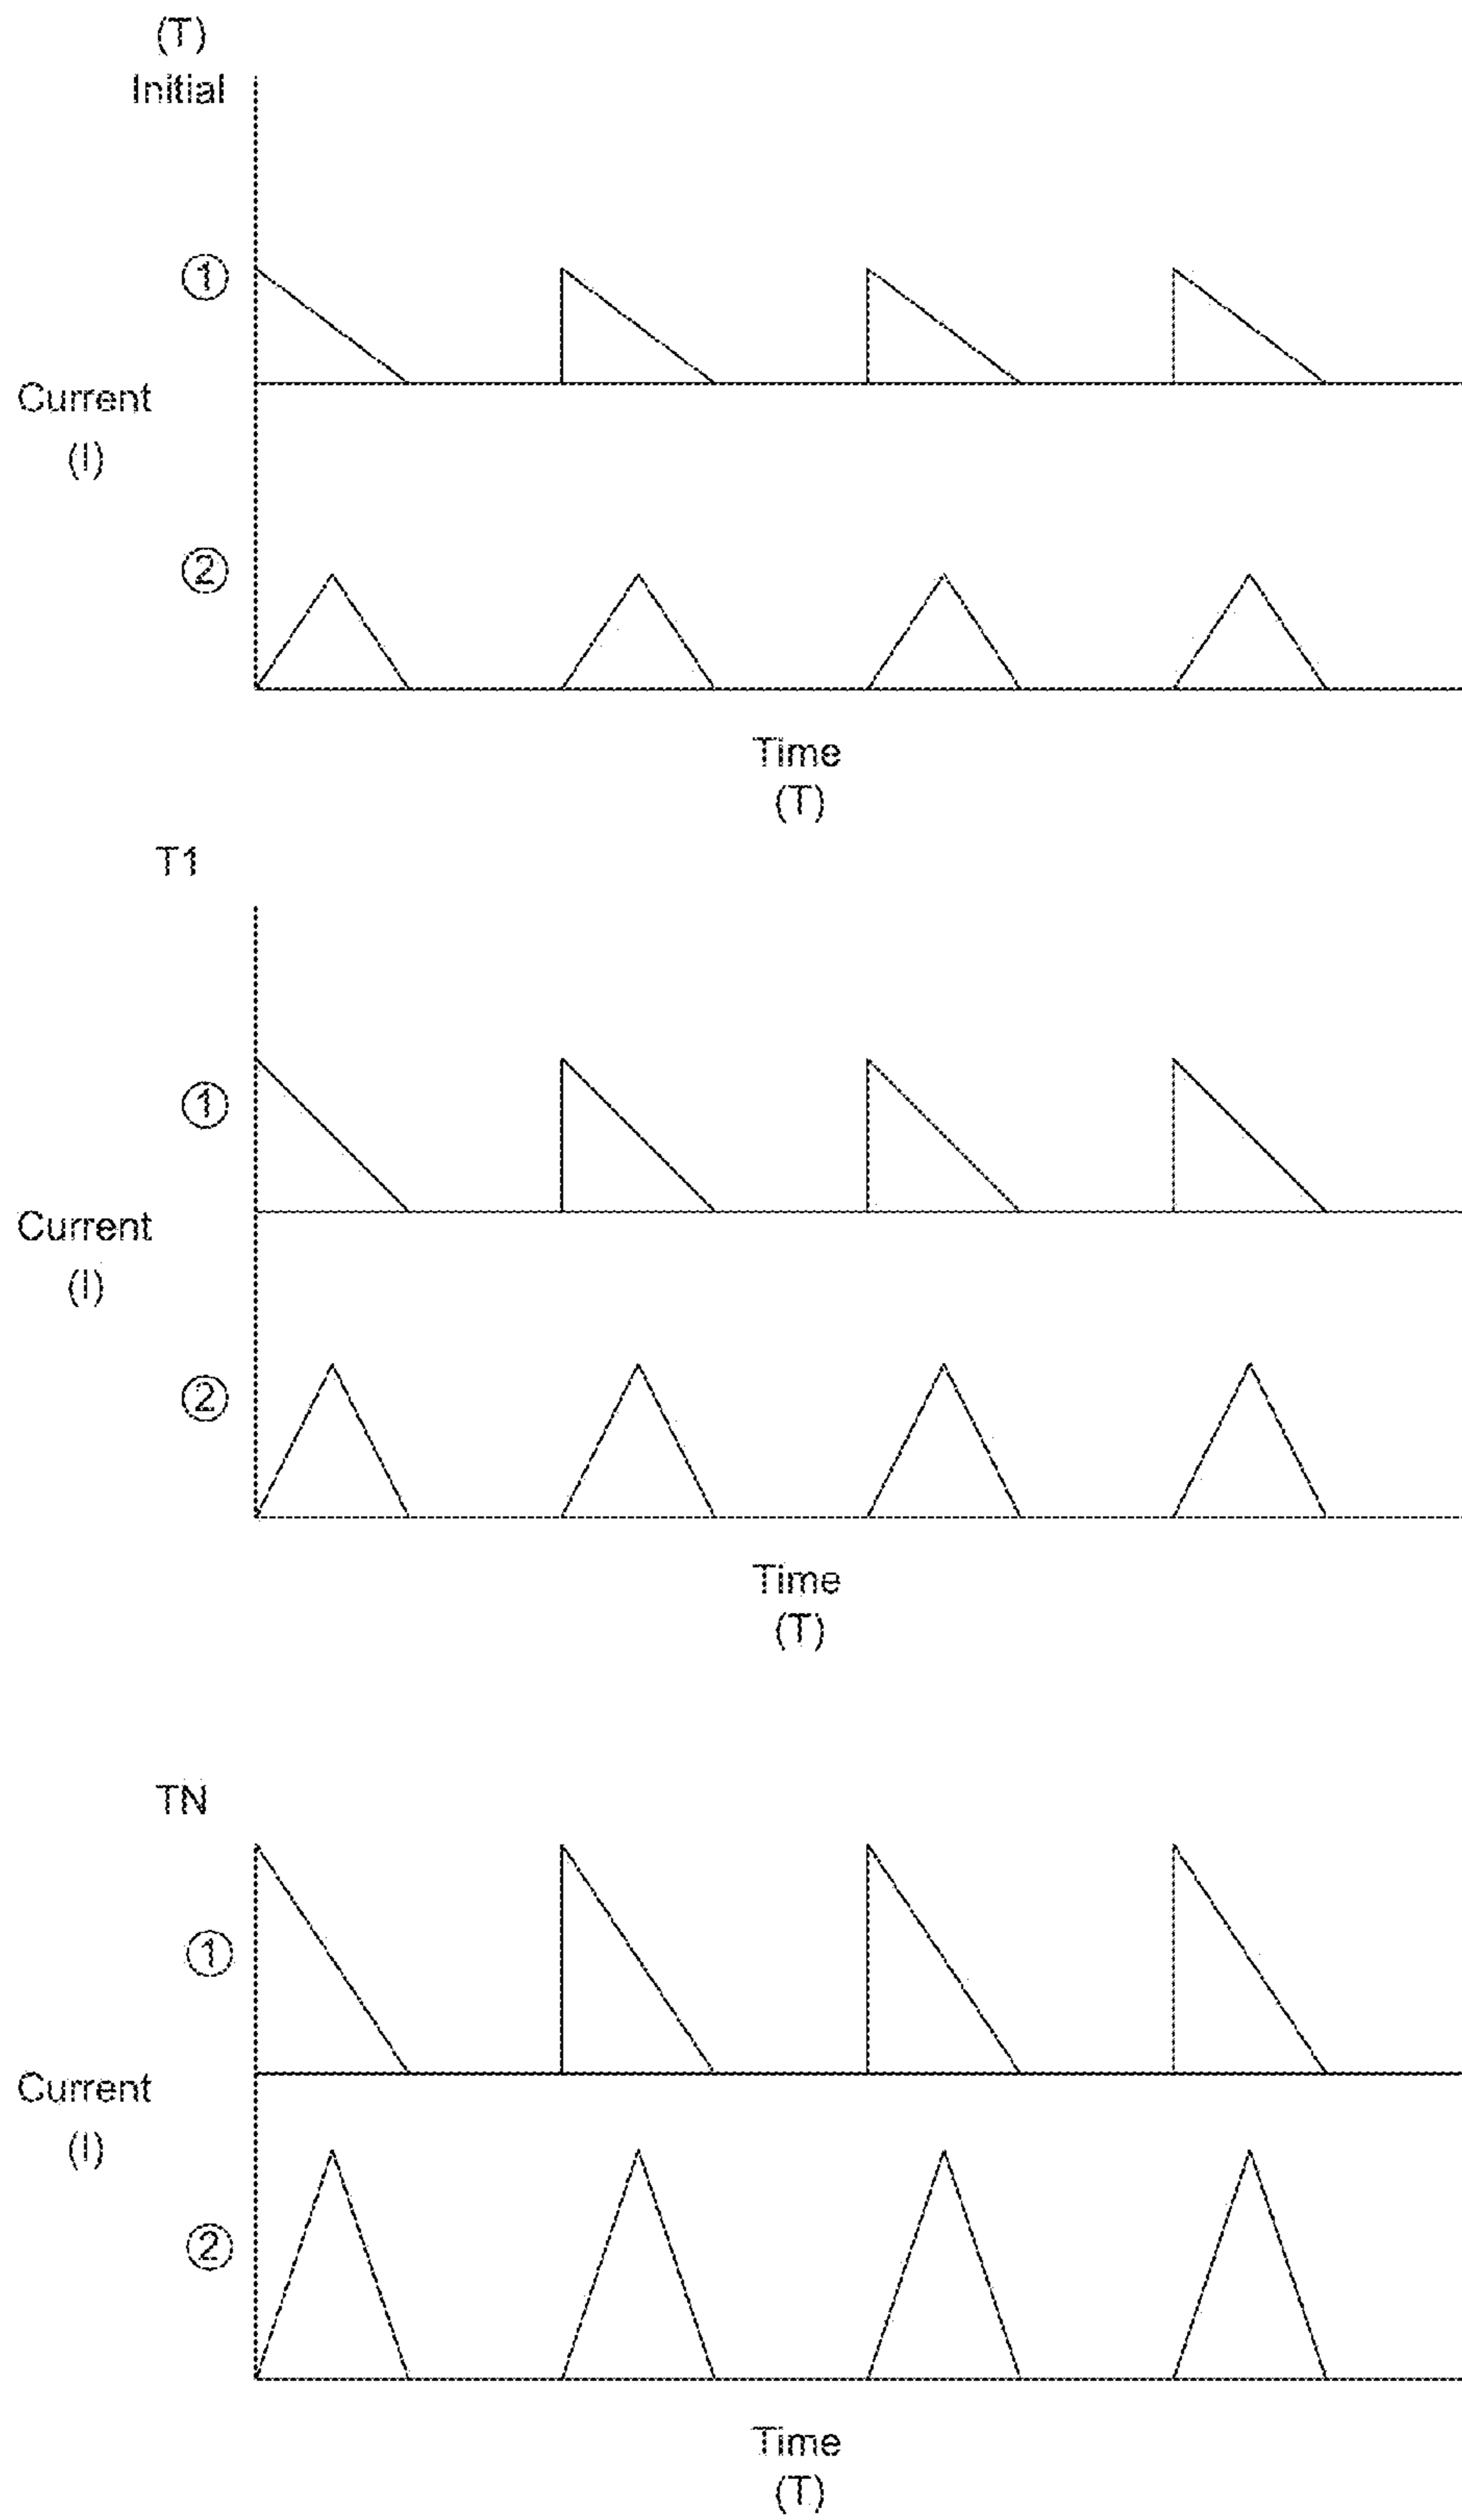 (T)
Initial
①
Current
(I)
②
Time
(T)
T1
①
Current
(I)
②
Time
(T)
TN
①
Current
(I)
②
Time
(T)